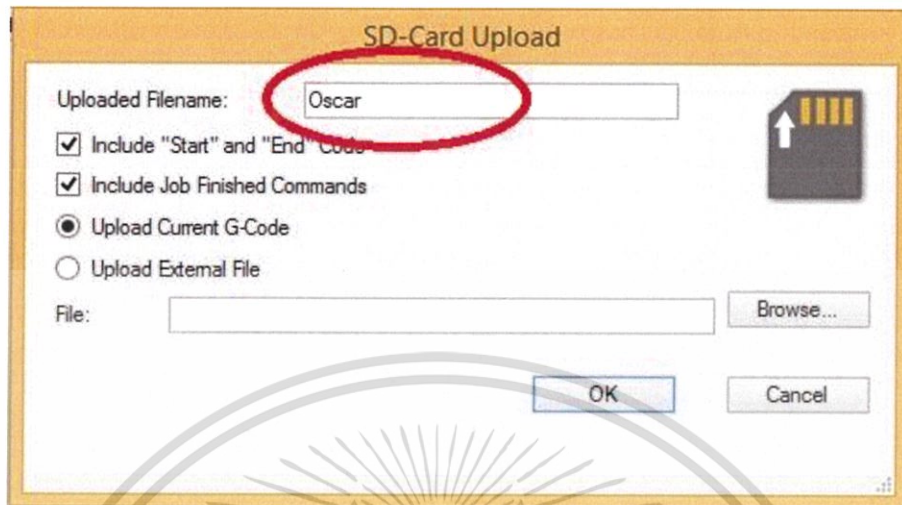 SD-Card Upload
Uploaded Filename: Oscar
Include "Start" and "End" Code
Include Job Finished Commands
Upload Current G-Code
Upload External File
File: Browse...
OK Cancel